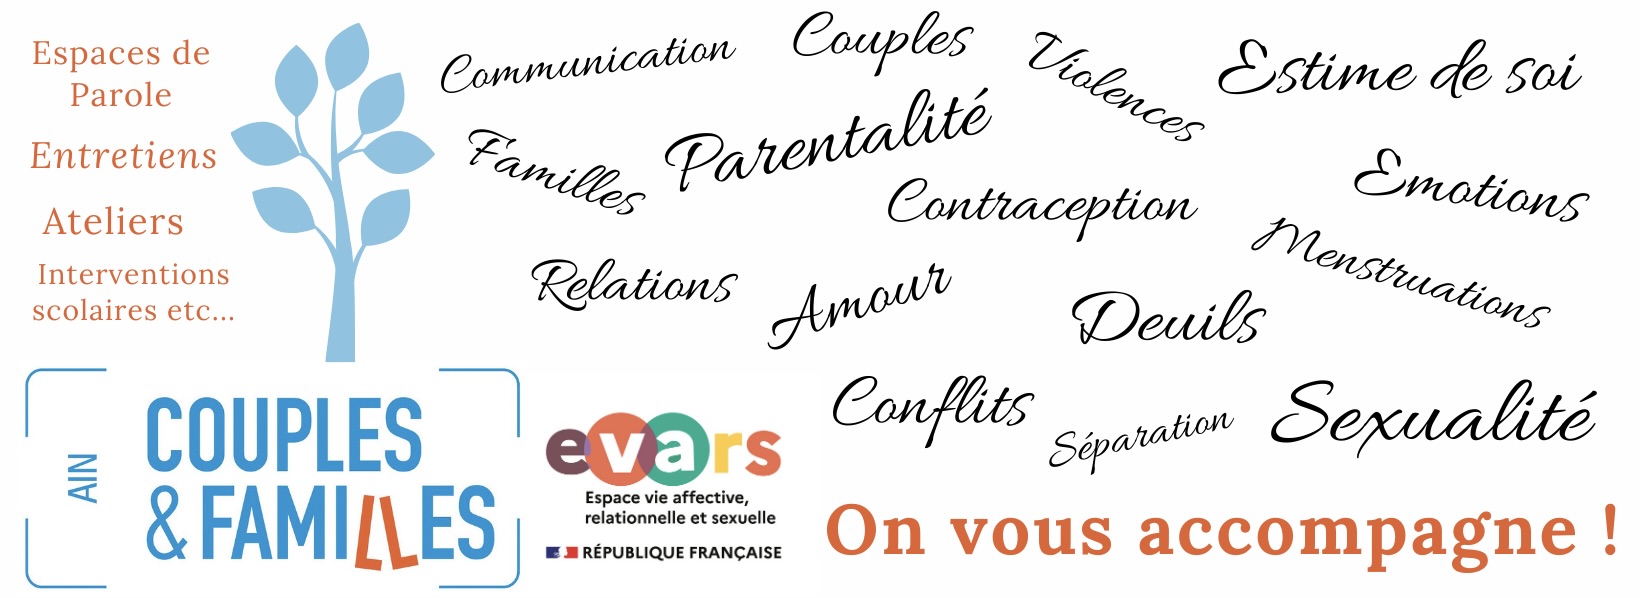 Espaces de
Parole
Entretiens
Ateliers
Interventions
scolaires etc...
Communication
Couples
Violences
Estime de soi
Familles
Parentalité
Contraception
Emotions
Menstruations
Relations
Amour
Deuils
Conflits
Séparation
Sexualité
AIN
COUPLES
& FAMILLES
evars
Espace vie affective,
relationnelle et sexuelle
RÉPUBLIQUE FRANÇAISE
On vous accompagne !